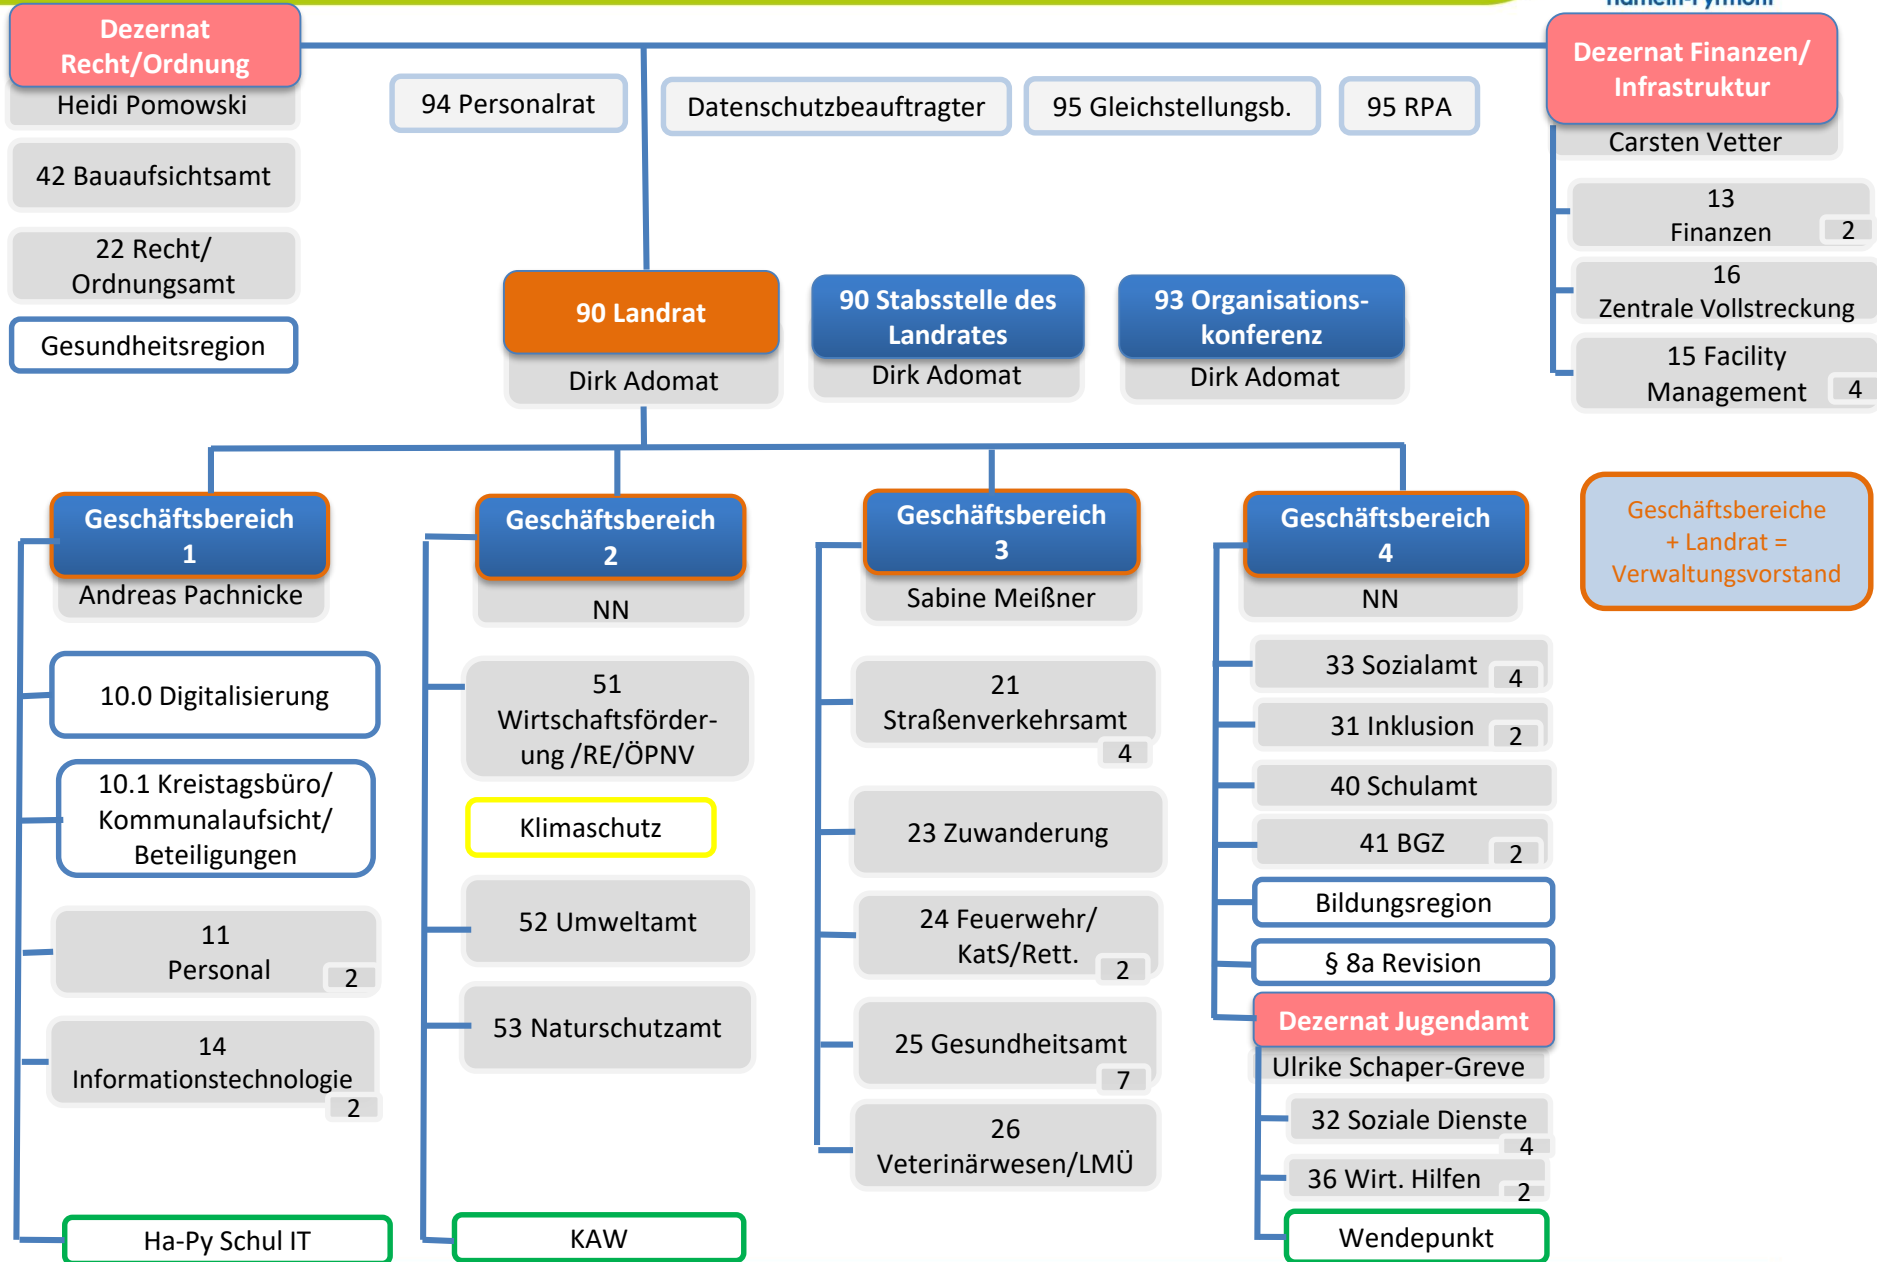 Hameln-Pyrmont
Dezernat
Recht/Ordnung
Heidi Pomowski
42 Bauaufsichtsamt
22 Recht/
Ordnungsamt
Gesundheitsregion
94 Personalrat
Datenschutzbeauftragter
95 Gleichstellungsb.
95 RPA
Dezernat Finanzen/
Infrastruktur
Carsten Vetter
13
Finanzen
2
16
Zentrale Vollstreckung
15 Facility
Management
4
90 Landrat
Dirk Adomat
90 Stabsstelle des
Landrates
Dirk Adomat
93 Organisations-
konferenz
Dirk Adomat
Geschäftsbereiche
+ Landrat =
Verwaltungsvorstand
Geschäftsbereich
1
Andreas Pachnicke
10.0 Digitalisierung
10.1 Kreistagsbüro/
Kommunalaufsicht/
Beteiligungen
11
Personal
2
14
Informationstechnologie
2
Ha-Py Schul IT
Geschäftsbereich
2
NN
51
Wirtschaftsförder-
ung /RE/ÖPNV
Klimaschutz
52 Umweltamt
53 Naturschutzamt
KAW
Geschäftsbereich
3
Sabine Meißner
21
Straßenverkehrsamt
4
23 Zuwanderung
24 Feuerwehr/
KatS/Rett.
2
25 Gesundheitsamt
7
26
Veterinärwesen/LMÜ
Geschäftsbereich
4
NN
33 Sozialamt
4
31 Inklusion
2
40 Schulamt
41 BGZ
2
Bildungsregion
§ 8a Revision
Dezernat Jugendamt
Ulrike Schaper-Greve
32 Soziale Dienste
4
36 Wirt. Hilfen
2
Wendepunkt